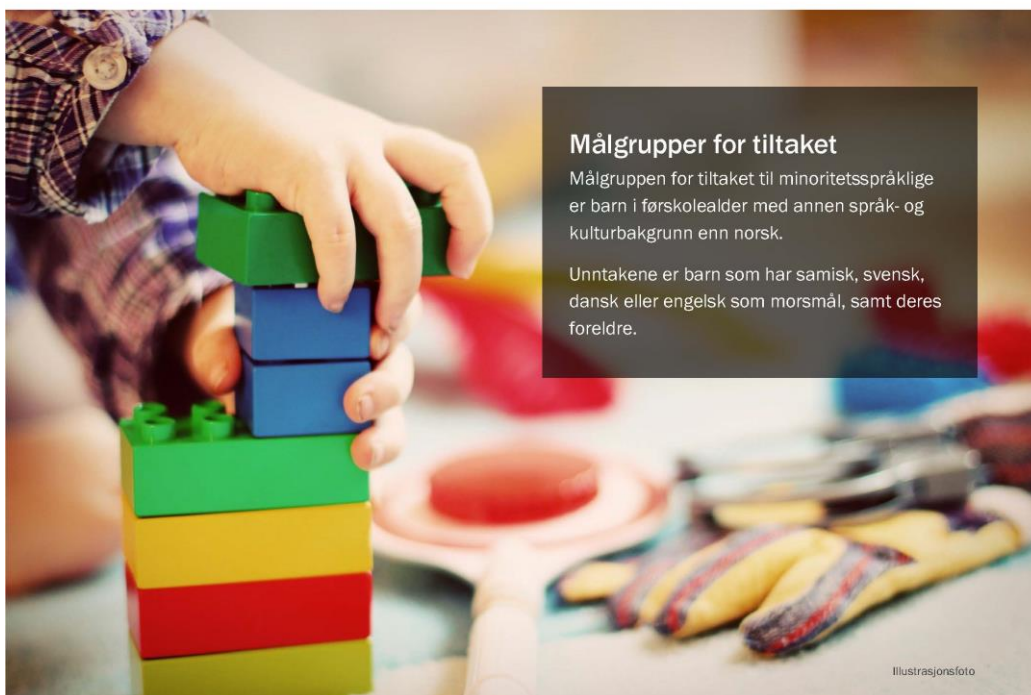 Målgrupper for tiltaket
Målgruppen for tiltaket til minoritetsspråklige
er barn i førskolealder med annen språk- og
kulturbakgrunn enn norsk.
Unntakene er barn som har samisk, svensk,
dansk eller engelsk som morsmål, samt deres
foreldre.
Illustrasjonsfoto